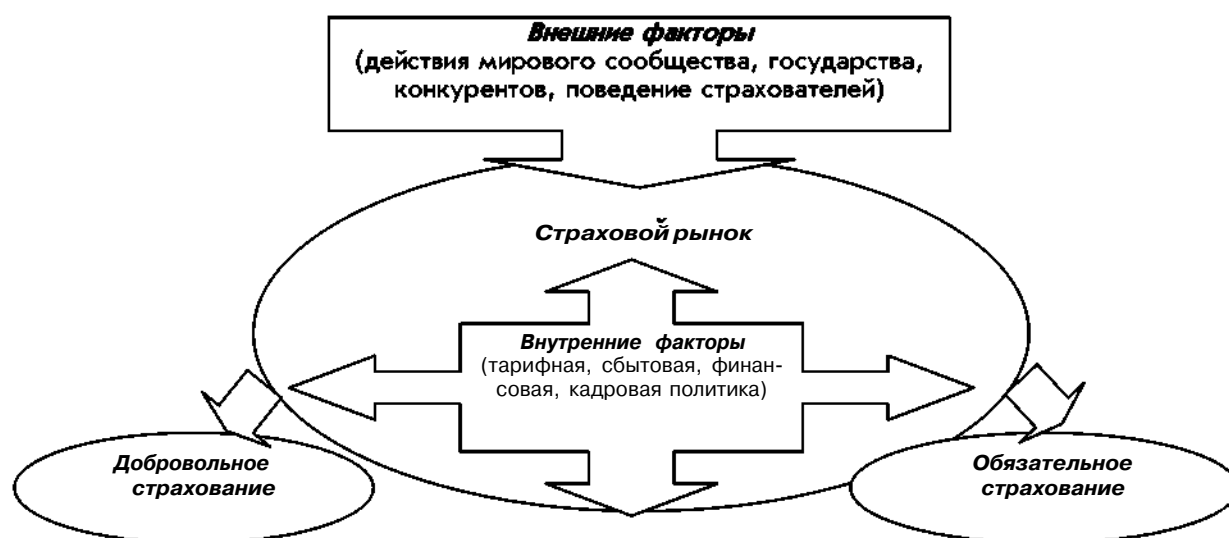 Внешние факторы
(действия мирового сообщества, государства,
конкурентов, поведение страхователей)
Страховой рынок
Внутренние факторы
(тарифная, сбытовая, финан-
совая, кадровая политика)
Добровольное
страхование
Обязательное
страхование